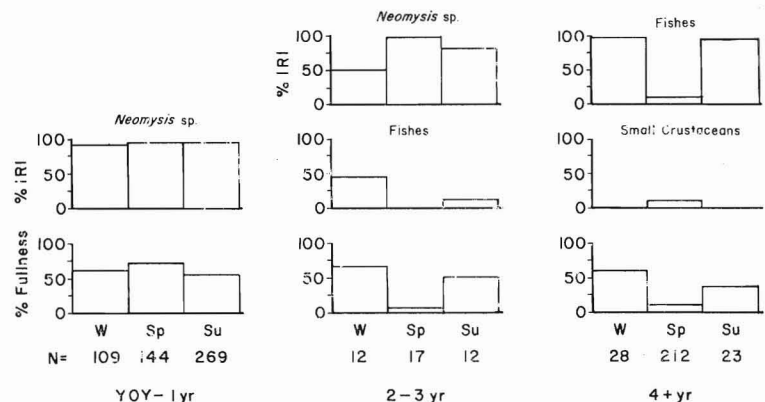 Neomysis sp.
Fishes
% IRI
100
50
0
Neomysis sp.
Fishes
Small Crustaceans
% IRI
100
50
0
100
50
0
100
50
0
% Fullness
100
50
0
100
50
0
100
50
0
W Sp Su W Sp Su W Sp Su
N= 109 144 269 12 17 12 28 212 23
YOY-1yr 2-3 yr 4+yr
100
50
0